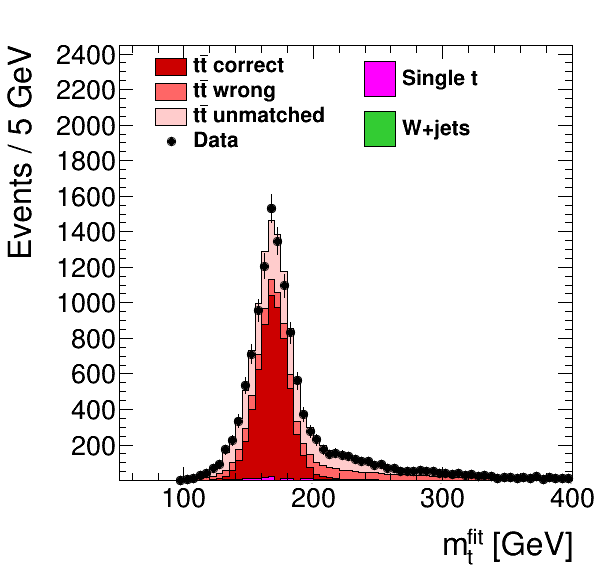 Events / 5 GeV
2400
2200
2000
1800
1600
1400
1200
1000
800
600
400
200
tt̄ correct
tt̄ wrong
tt̄ unmatched
Data
Single t
W+jets
100 200 300 400
m_t^fit [GeV]